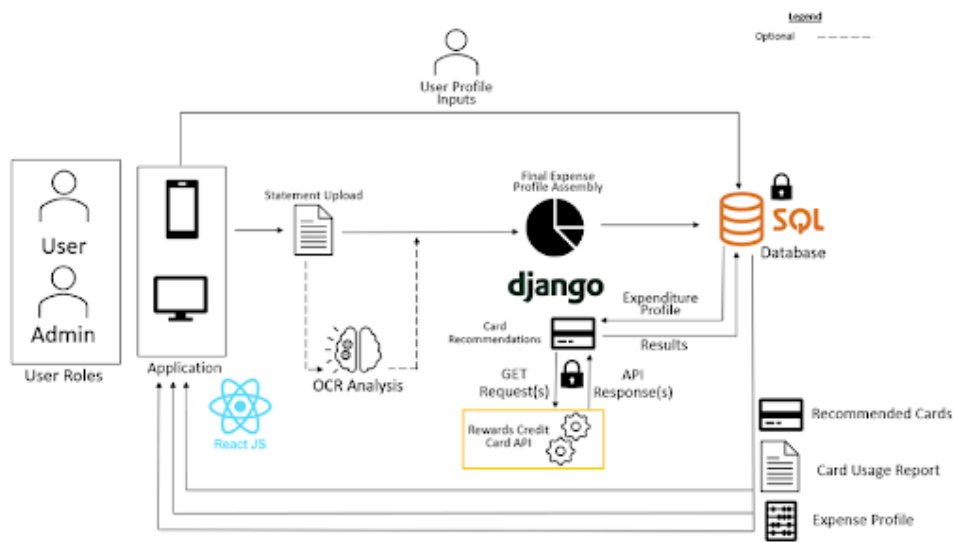 Legend
Optional
User Profile
Inputs
Statement Upload
Final Expense
Profile Assembly
User
Admin
User Roles
Application
React JS
OCR Analysis
django
SQL
Database
Expenditure
Profile
Card
Recommendations
Results
GET
Request(s)
API
Response(s)
Rewards Credit
Card API
Recommended Cards
Card Usage Report
Expense Profile